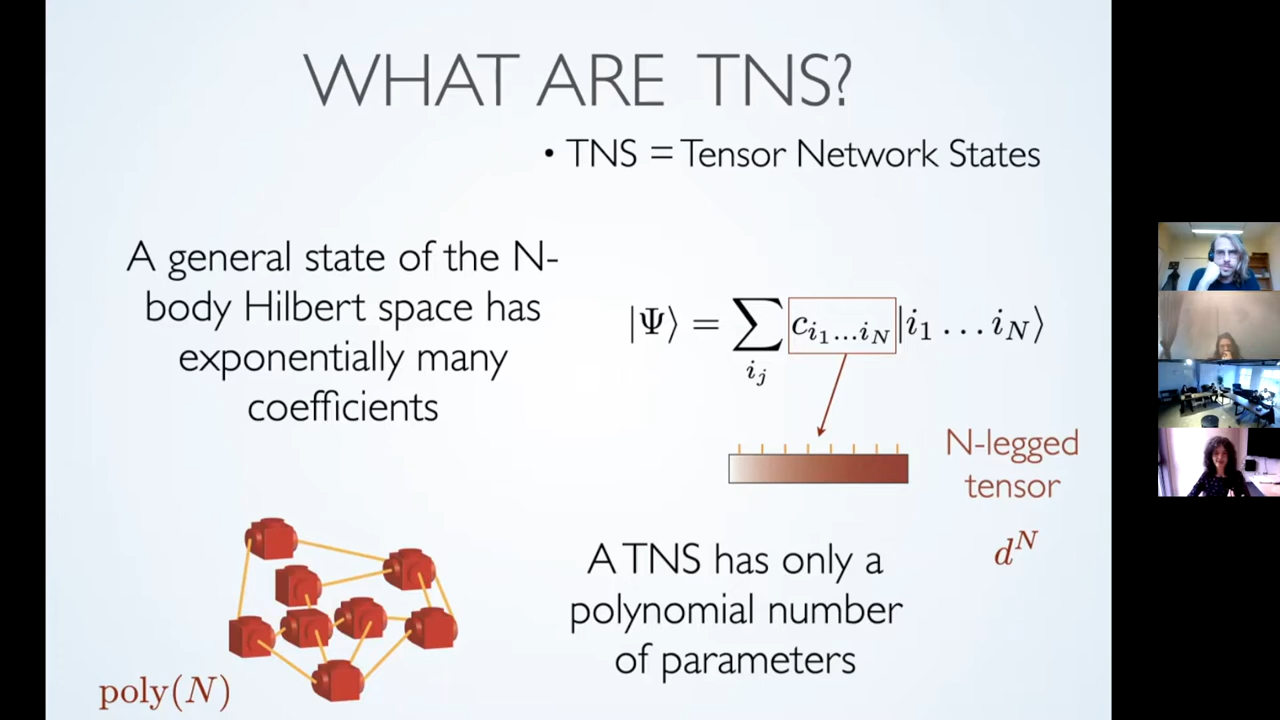 WHAT ARE TNS?
• TNS = Tensor Network States
A general state of the N-
body Hilbert space has
exponentially many
coefficients
|Ψ⟩ = ∑_{i_j} c_{i_1...i_N} |i_1 ... i_N⟩
N-legged
tensor
d^N
A TNS has only a
polynomial number
of parameters
poly(N)